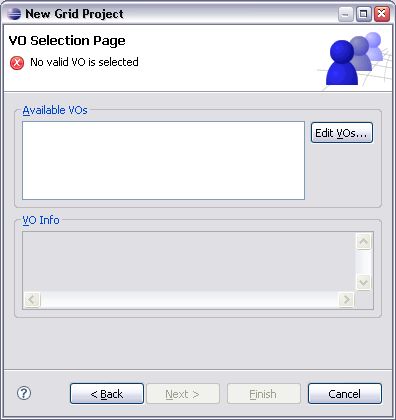 New Grid Project
VO Selection Page
No valid VO is selected
Available VOs
Edit VOs...
VO Info
? < Back Next > Finish Cancel